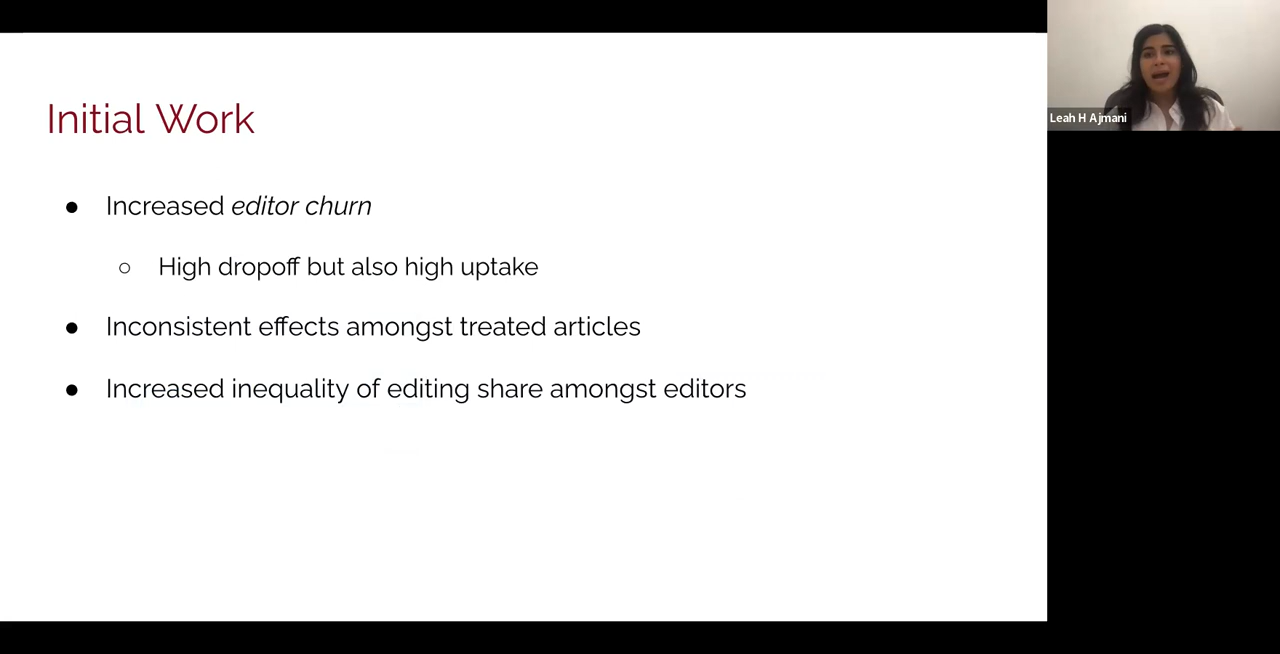 Initial Work
● Increased editor churn
○ High dropoff but also high uptake
● Inconsistent effects amongst treated articles
● Increased inequality of editing share amongst editors
Leah H Ajmani